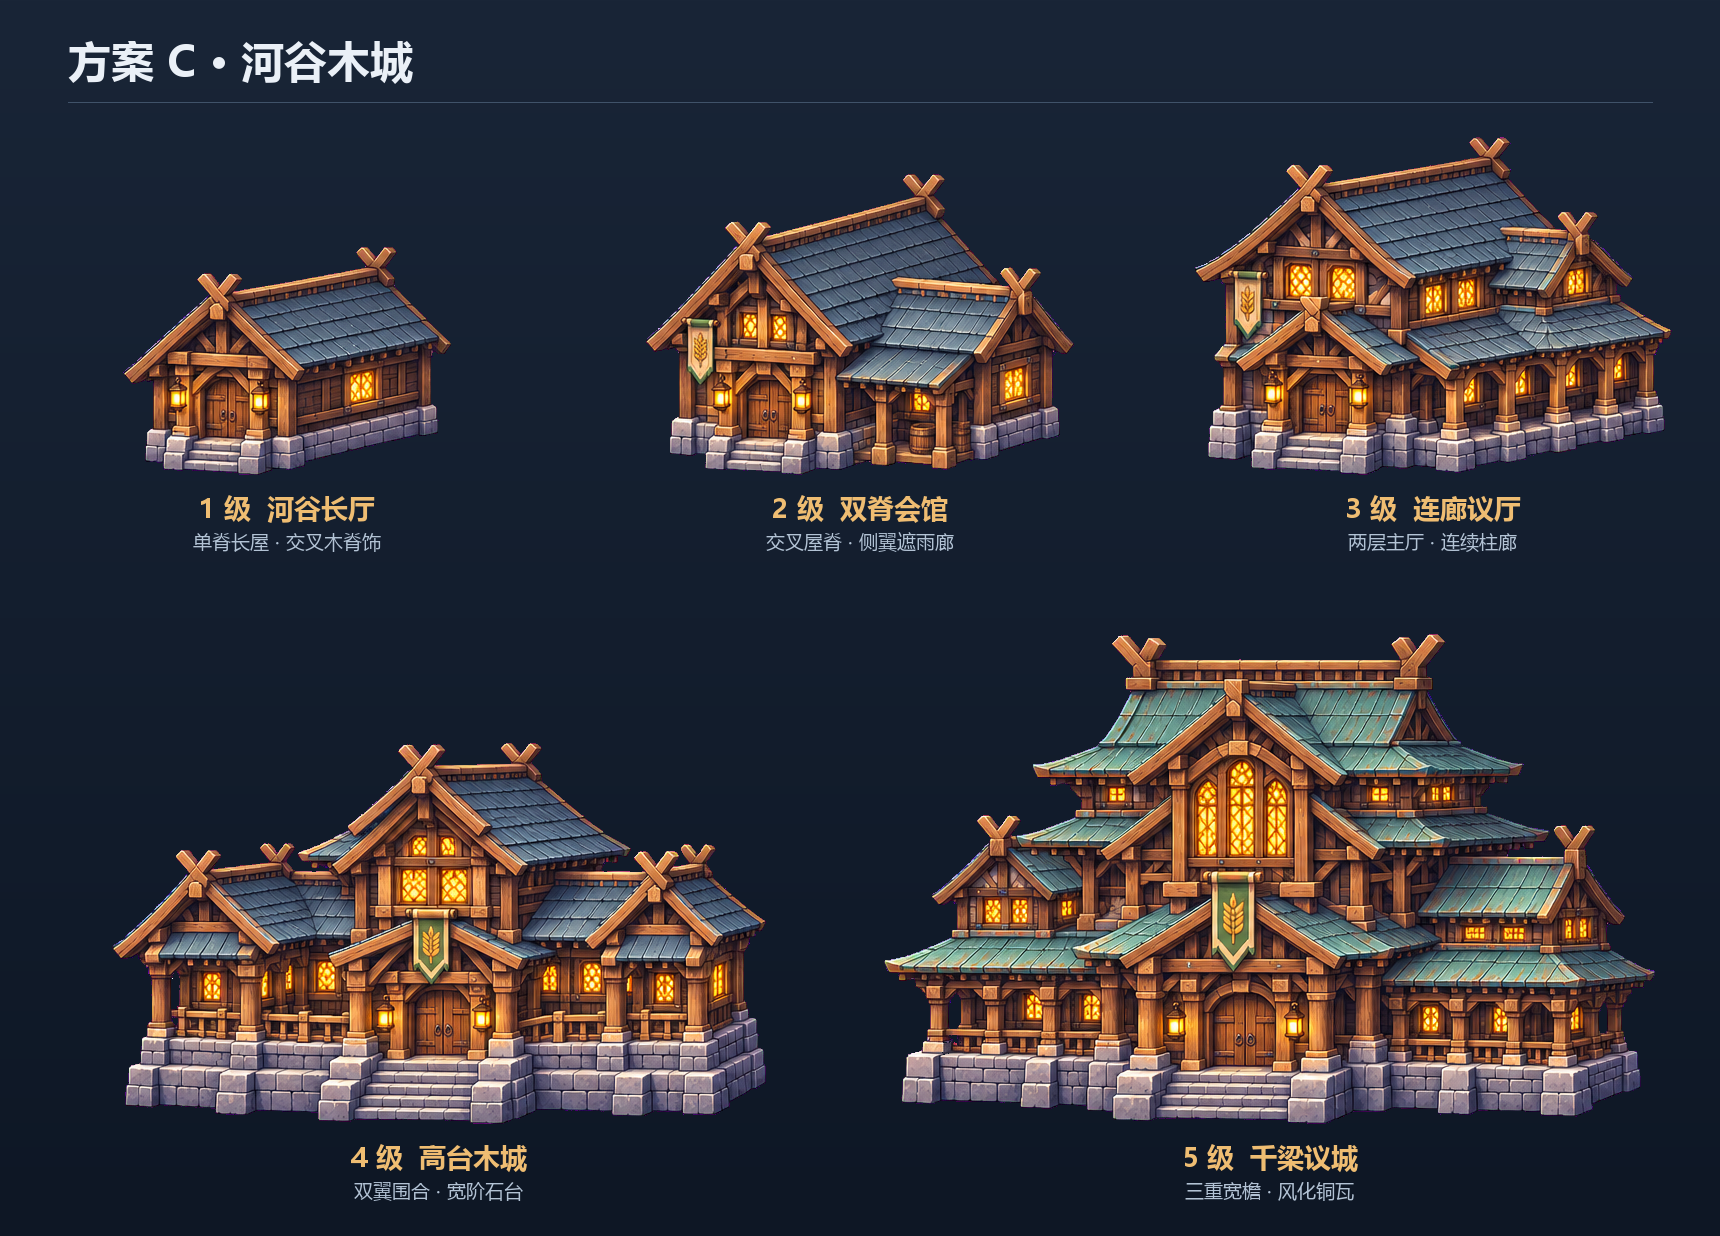 方案 C · 河谷木城
1 级 河谷长厅
单脊长屋 · 交叉木脊饰
2 级 双脊会馆
交叉屋脊 · 侧翼遮雨廊
3 级 连廊议厅
两层主厅 · 连续柱廊
4 级 高台木城
双翼围合 · 宽阶石台
5 级 千梁议城
三重宽檐 · 风化铜瓦